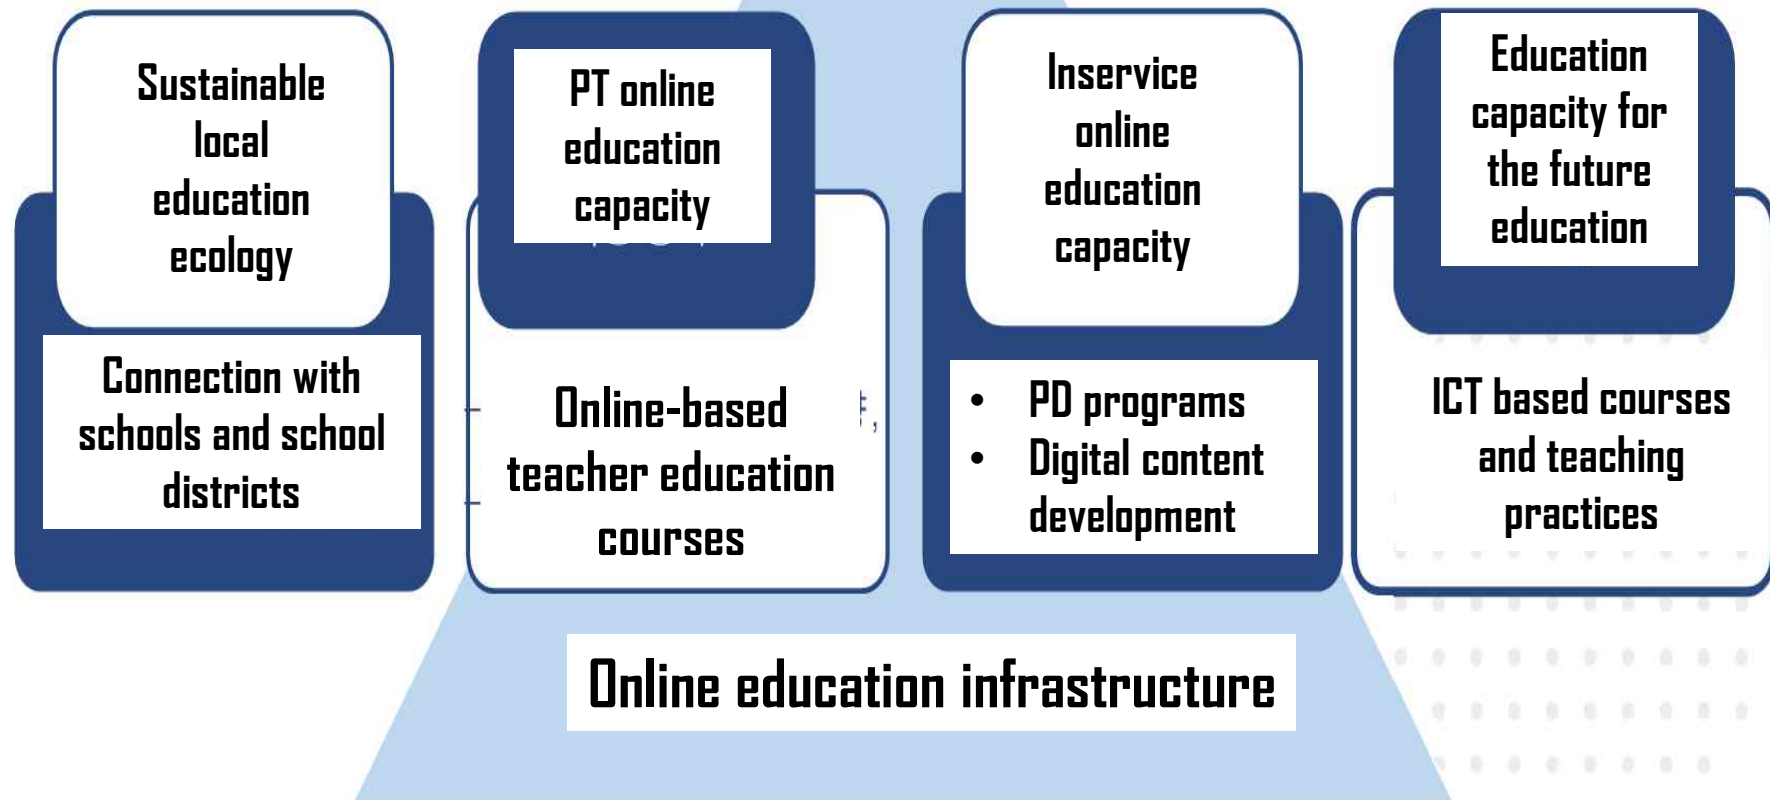 Sustainable
local
education
ecology
Connection with
schools and school
districts
PT online
education
capacity
Online-based
teacher education
courses
Inservice
online
education
capacity
• PD programs
• Digital content
development
Education
capacity for
the future
education
ICT based courses
and teaching
practices
Online education infrastructure